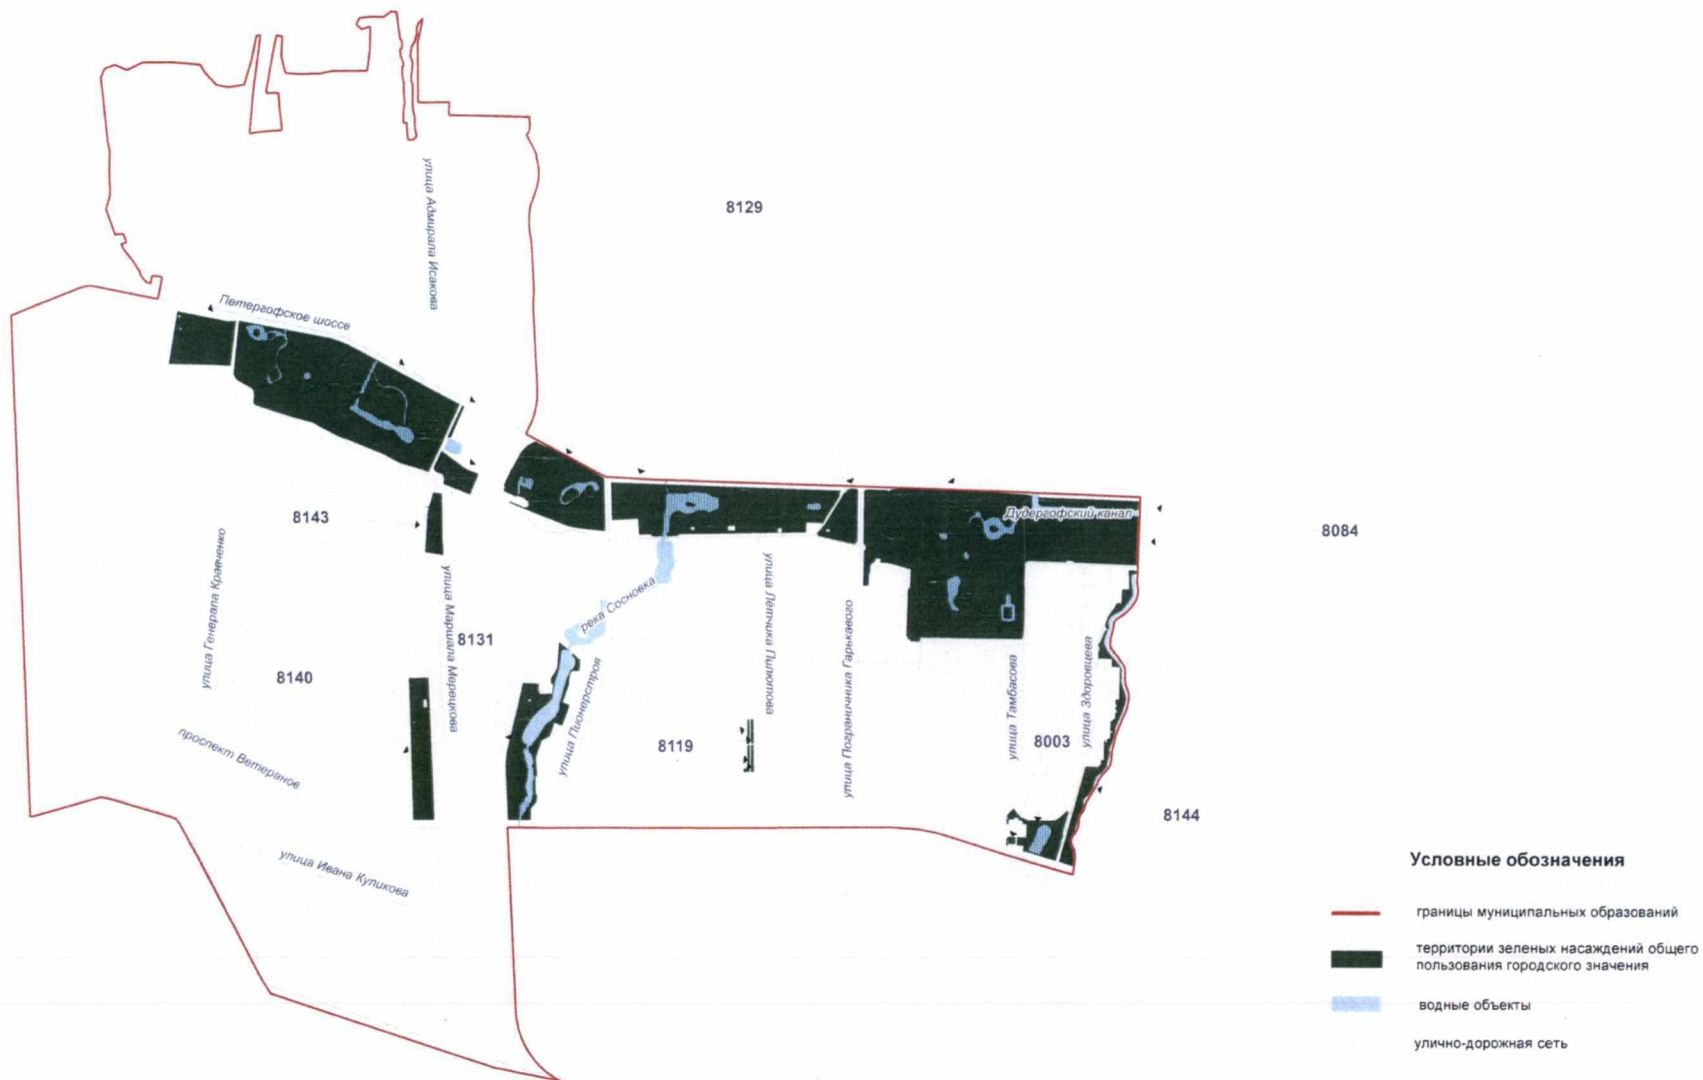 улица Адмирала Исакова
8129
Петергофское шоссе
8143
Дудергофский канал
8084
улица Генерала Кравченко
улица Маршала Мерецкова
8131
река Сосновка
улица Лётчика Пилютова
улица Пограничника Гарькавого
8140
улица Пионерстроя
8119
улица Тамбасова
8003
улица Здоровцева
проспект Ветеранов
8144
улица Ивана Куликова
Условные обозначения
границы муниципальных образований
территории зеленых насаждений общего
пользования городского значения
водные объекты
улично-дорожная сеть